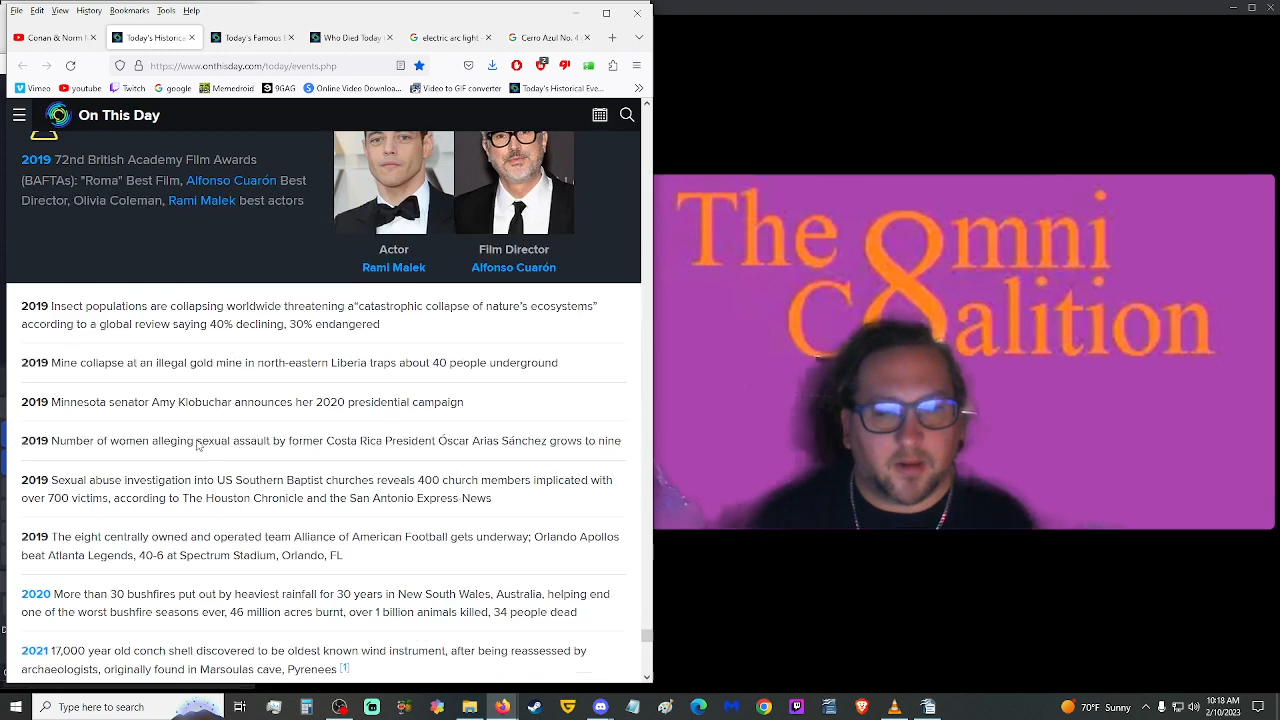 File Edit View History Bookmarks Tools Help
Conan & Norm
Today's Historica
Today's Famous
Who Died Today
electric arc light -
Cerro Azul No. 4
https://www.onthisday.com/today/events.php
2
Vimeo youtube Twitch google Memedroid 9GAG Online Video Download... Video to GIF converter Today's Historical Eve...
On This Day
2019 72nd British Academy Film Awards
(BAFTAs): "Roma" Best Film, Alfonso Cuarón Best
Director, Olivia Coleman, Rami Malek best actors
Actor
Rami Malek
Film Director
Alfonso Cuarón
2019 Insect populations are collapsing worldwide threatening a“catastrophic collapse of nature’s ecosystems”
according to a global review saying 40% declining, 30% endangered
2019 Mine collapse at an illegal gold mine in north-eastern Liberia traps about 40 people underground
2019 Minnesota senator Amy Klobuchar announces her 2020 presidential campaign
2019 Number of women alleging sexual assault by former Costa Rica President Óscar Arias Sánchez grows to nine
2019 Sexual abuse investigation into US Southern Baptist churches reveals 400 church members implicated with
over 700 victims, according to The Houston Chronicle and the San Antonio Express-News
2019 The eight centrally owned and operated team Alliance of American Football gets underway; Orlando Apollos
beat Atlanta Legends, 40-6 at Spectrum Stadium, Orlando, FL
2020 More than 30 bushfires put out by heaviest rainfall for 30 years in New South Wales, Australia, helping end
one of the worst bushfire seasons ever, 46 million acres burnt, over 1 billion animals killed, 34 people dead
2021 17,000 year old conch shell discovered to be oldest known wind instrument, after being reassessed by
archaeologists, originally found in Marsoulas cave, Pyrenees [1]
The Omni
Coalition
Type here to search
70°F Sunny
10:18 AM
2/10/2023